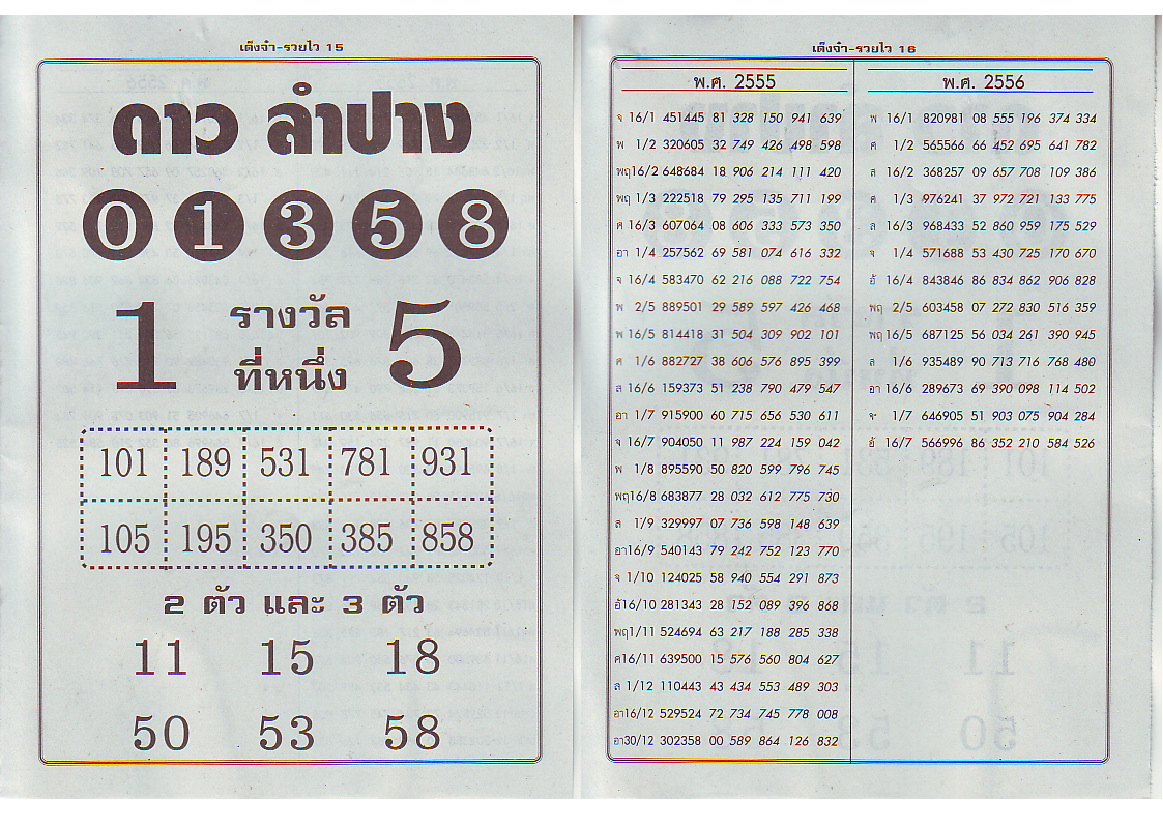 เต็งจ๋า-รวยไว 15
ดาว ลำปาง
0 1 3 5 8
1 รางวัลที่หนึ่ง 5
101 189 531 781 931
105 195 350 385 858
2 ตัว และ 3 ตัว
11 15 18
50 53 58
เต็งจ๋า-รวยไว 16
พ.ศ. 2555
จ 16/1 451445 81 328 150 941 639
พ 1/2 320605 32 749 426 498 598
พฤ16/2 648684 18 906 214 111 420
พฤ 1/3 222518 79 295 135 711 199
ศ 16/3 607064 08 606 333 573 350
อา 1/4 257562 69 581 074 616 332
จ 16/4 583470 62 216 088 722 754
พ 2/5 889501 29 589 597 426 468
พ 16/5 814418 31 504 309 902 101
ศ 1/6 882727 38 606 576 895 399
ส 16/6 159373 51 238 790 479 547
อา 1/7 915900 60 715 656 530 611
จ 16/7 904050 11 987 224 159 042
พ 1/8 895590 50 820 599 796 745
พฤ16/8 683877 28 032 612 775 730
ส 1/9 329997 07 736 598 148 639
อา16/9 540143 79 242 752 123 770
จ 1/10 124025 58 940 554 291 873
อั16/10 281343 28 152 089 396 868
พฤ1/11 524694 63 217 188 285 338
ศ16/11 639500 15 576 560 804 627
ส 1/12 110443 43 434 553 489 303
อา16/12 529524 72 734 745 778 008
อา30/12 302358 00 589 864 126 832
พ.ศ. 2556
พ 16/1 820981 08 555 196 374 334
ศ 1/2 565566 66 452 695 641 782
ส 16/2 368257 09 657 708 109 386
ศ 1/3 976241 37 972 721 133 775
ส 16/3 968433 52 860 959 175 529
จ 1/4 571688 53 430 725 170 670
อั 16/4 843846 86 834 862 906 828
พฤ 2/5 603458 07 272 830 516 359
พฤ 16/5 687125 56 034 261 390 945
ส 1/6 935489 90 713 716 768 480
อา 16/6 289673 69 390 098 114 502
จ 1/7 646905 51 903 075 904 284
อั 16/7 566996 86 352 210 584 526